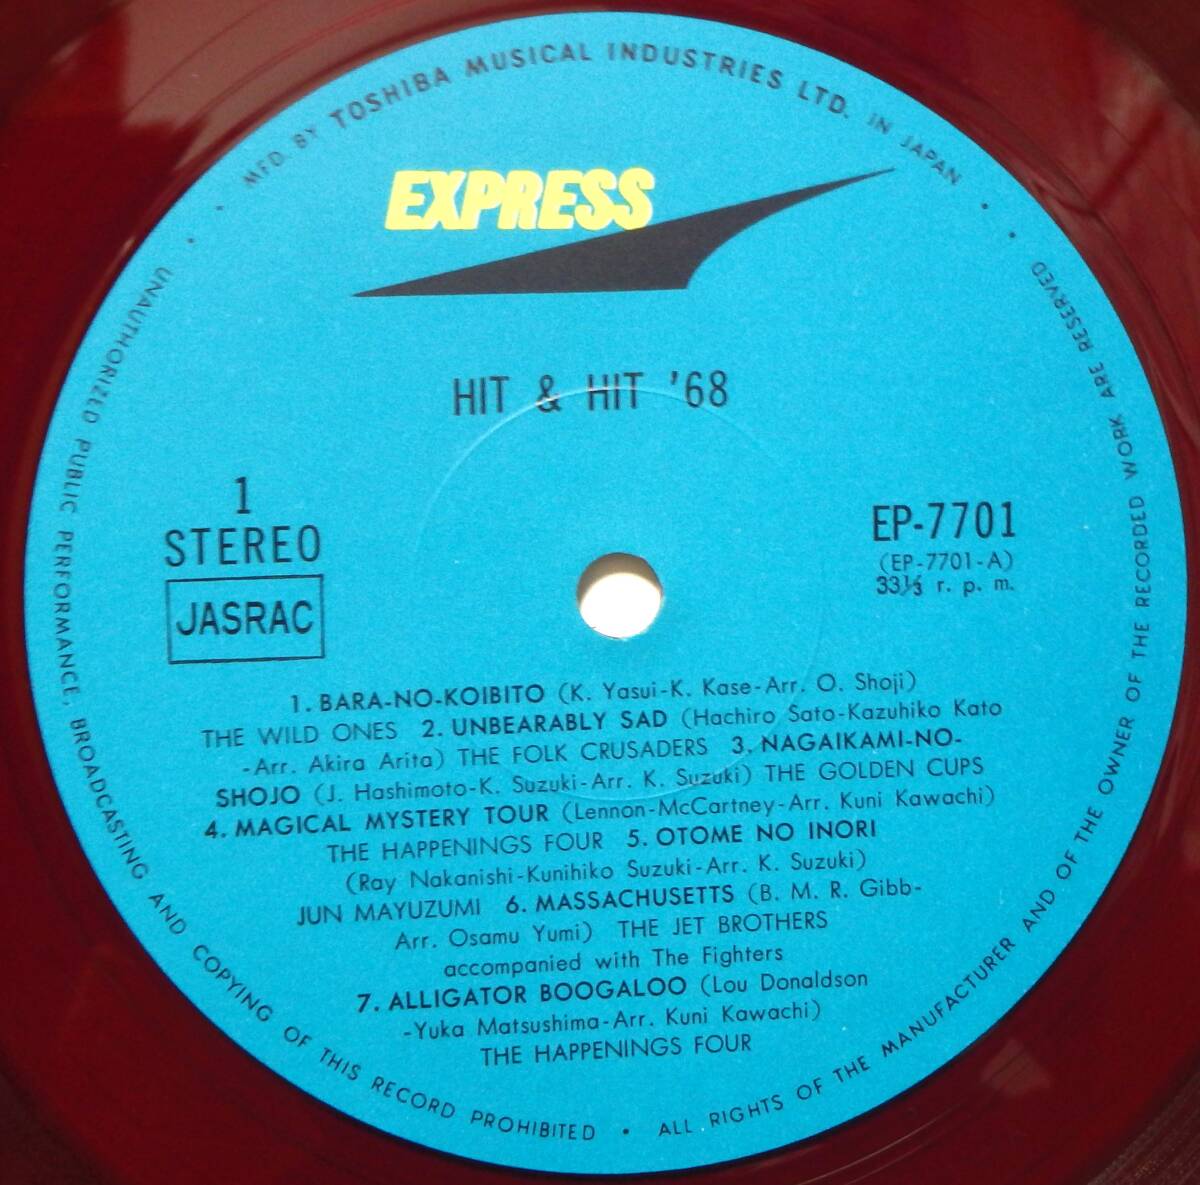 MFD. BY TOSHIBA MUSICAL INDUSTRIES LTD. IN JAPAN
EXPRESS
HIT & HIT '68
1
STEREO
JASRAC
EP-7701
(EP-7701-A)
33⅓ r. p. m.
1. BARA-NO-KOIBITO (K. Yasui-K. Kase-Arr. O. Shoji)
THE WILD ONES 2. UNBEARABLY SAD (Hachiro Sato-Kazuhiko Kato
-Arr. Akira Arita) THE FOLK CRUSADERS 3. NAGAIKAMI-NO-
SHOJO (J. Hashimoto-K. Suzuki-Arr. K. Suzuki) THE GOLDEN CUPS
4. MAGICAL MYSTERY TOUR (Lennon-McCartney-Arr. Kuni Kawachi)
THE HAPPENINGS FOUR 5. OTOME NO INORI
(Ray Nakanishi-Kunihiko Suzuki-Arr. K. Suzuki)
JUN MAYUZUMI 6. MASSACHUSETTS (B. M. R. Gibb-
Arr. Osamu Yumi) THE JET BROTHERS
accompanied with The Fighters
7. ALLIGATOR BOOGALOO (Lou Donaldson
-Yuka Matsushima-Arr. Kuni Kawachi)
THE HAPPENINGS FOUR
UNAUTHORIZED PUBLIC PERFORMANCE, BROADCASTING AND COPYING OF THIS RECORD PROHIBITED • ALL RIGHTS OF THE MANUFACTURER AND OF THE OWNER OF THE RECORDED WORK ARE RESERVED